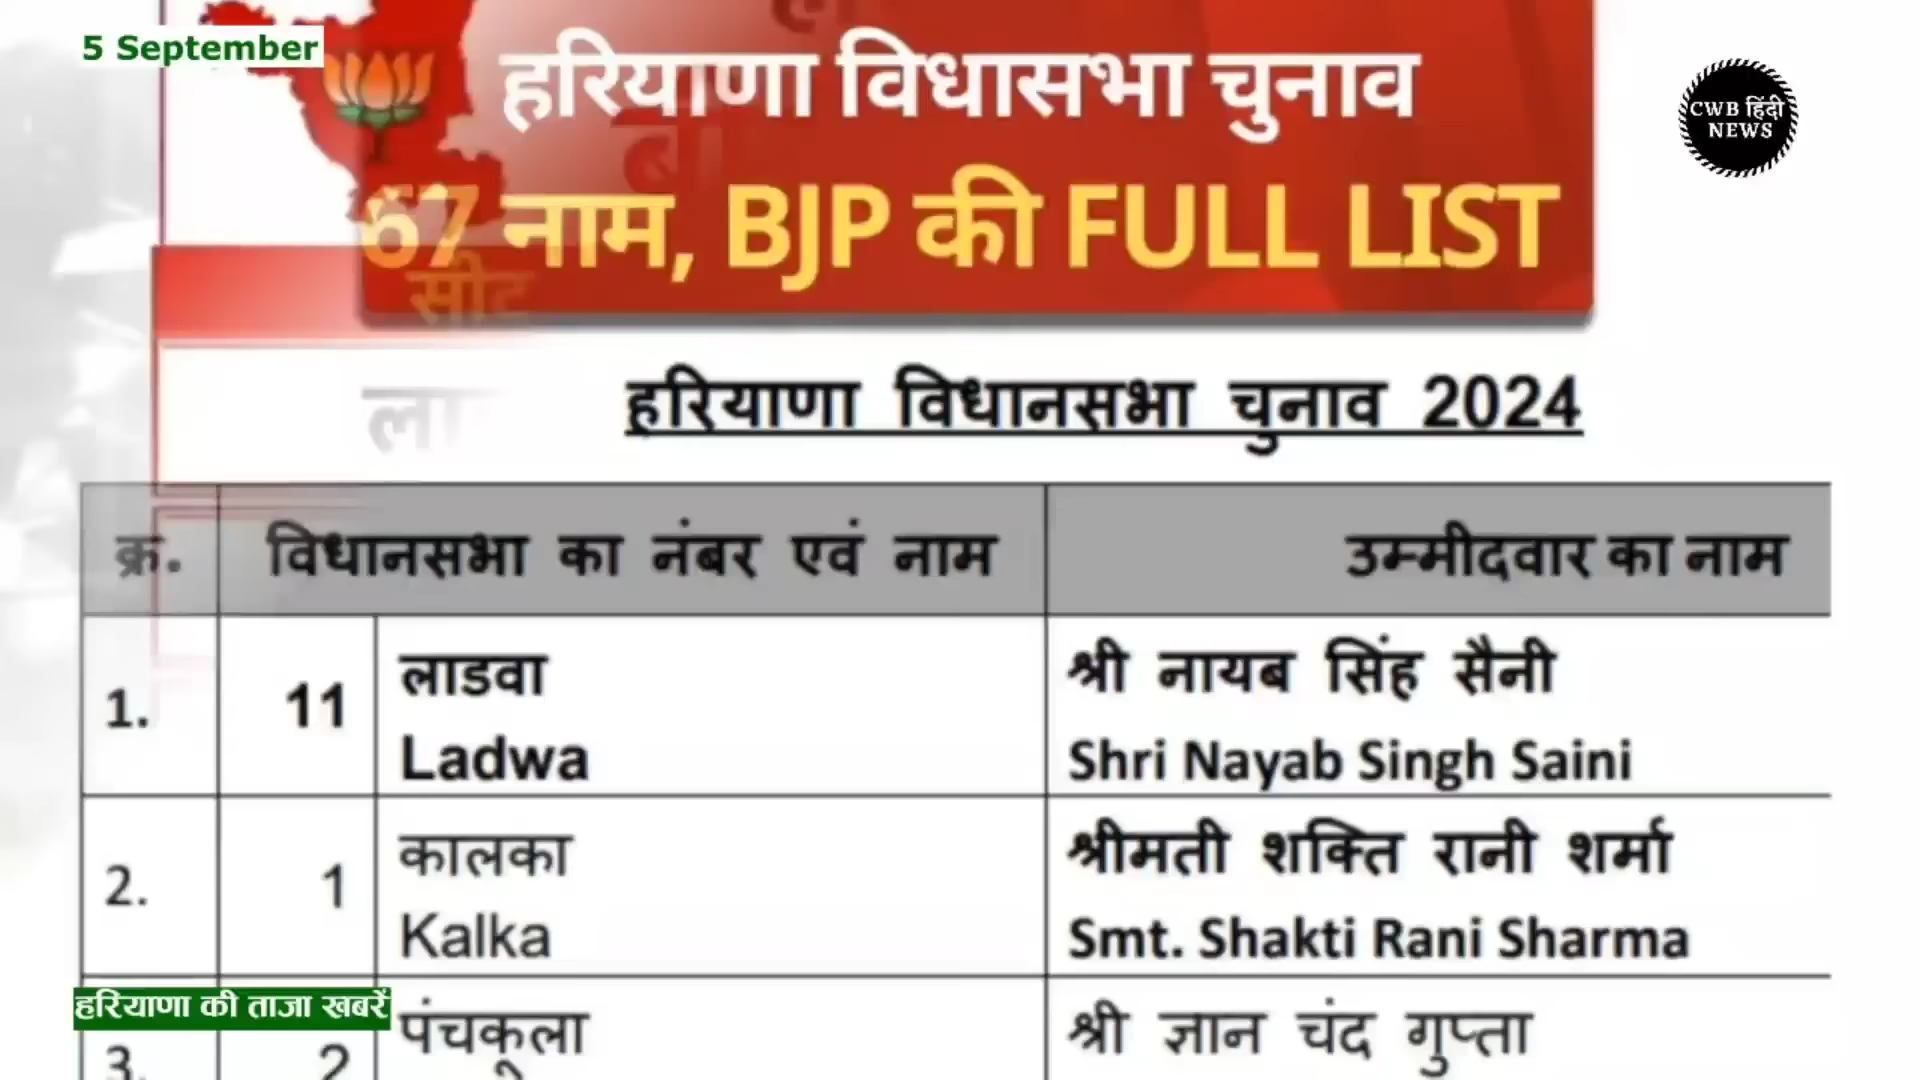 5 September
हरियाणा विधासभा चुनाव
CWB हिंदी
NEWS
67 नाम, BJP की FULL LIST
हरियाणा विधानसभा चुनाव 2024
क्र. विधानसभा का नंबर एवं नाम उम्मीदवार का नाम
1. 11 लाडवा श्री नायब सिंह सैनी
Ladwa Shri Nayab Singh Saini
2. 1 कालका श्रीमती शक्ति रानी शर्मा
Kalka Smt. Shakti Rani Sharma
हरियाणा की ताजा खबरें
3. 2 पंचकूला श्री ज्ञान चंद गुप्ता